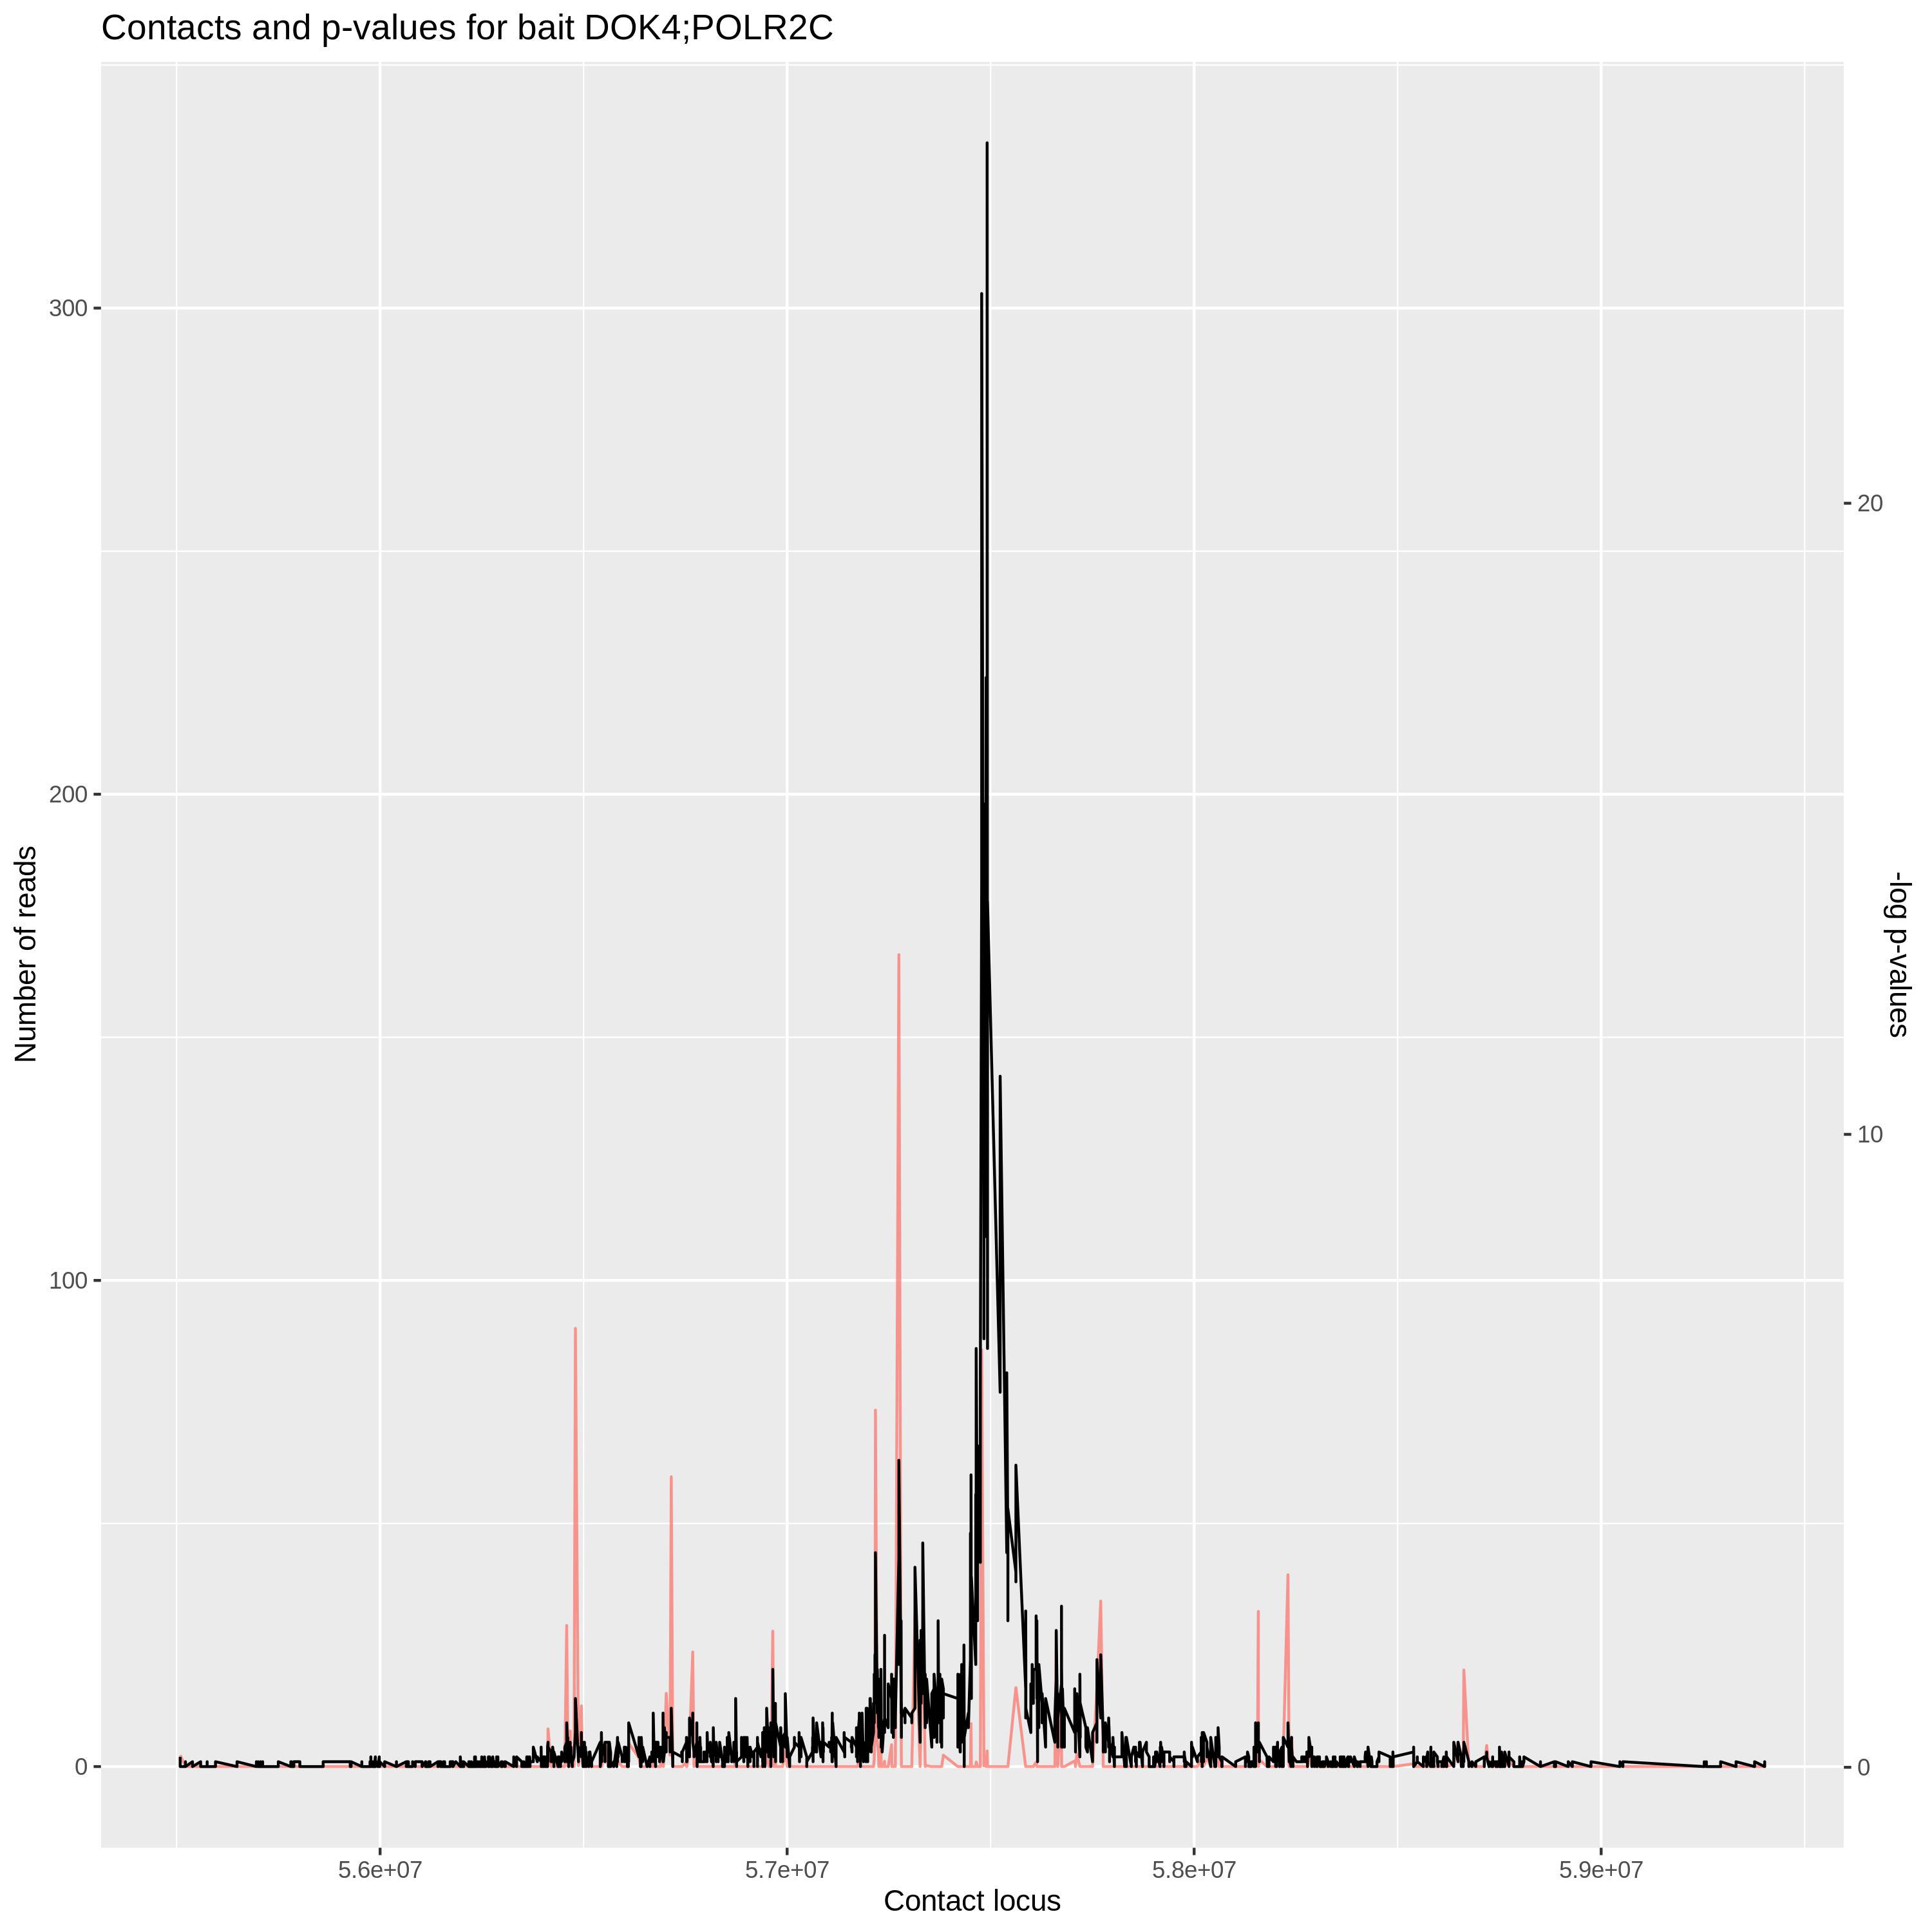 Contacts and p-values for bait DOK4;POLR2C
Number of reads
300
200
100
0
20
10
0
-log p-values
5.6e+07
5.7e+07
5.8e+07
5.9e+07
Contact locus